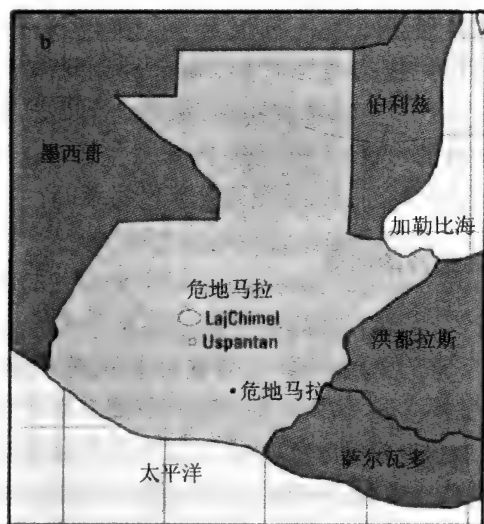 b
伯利兹
墨西哥
加勒比海
危地马拉
LajChimel
Uspantan
洪都拉斯
危地马拉
萨尔瓦多
太平洋